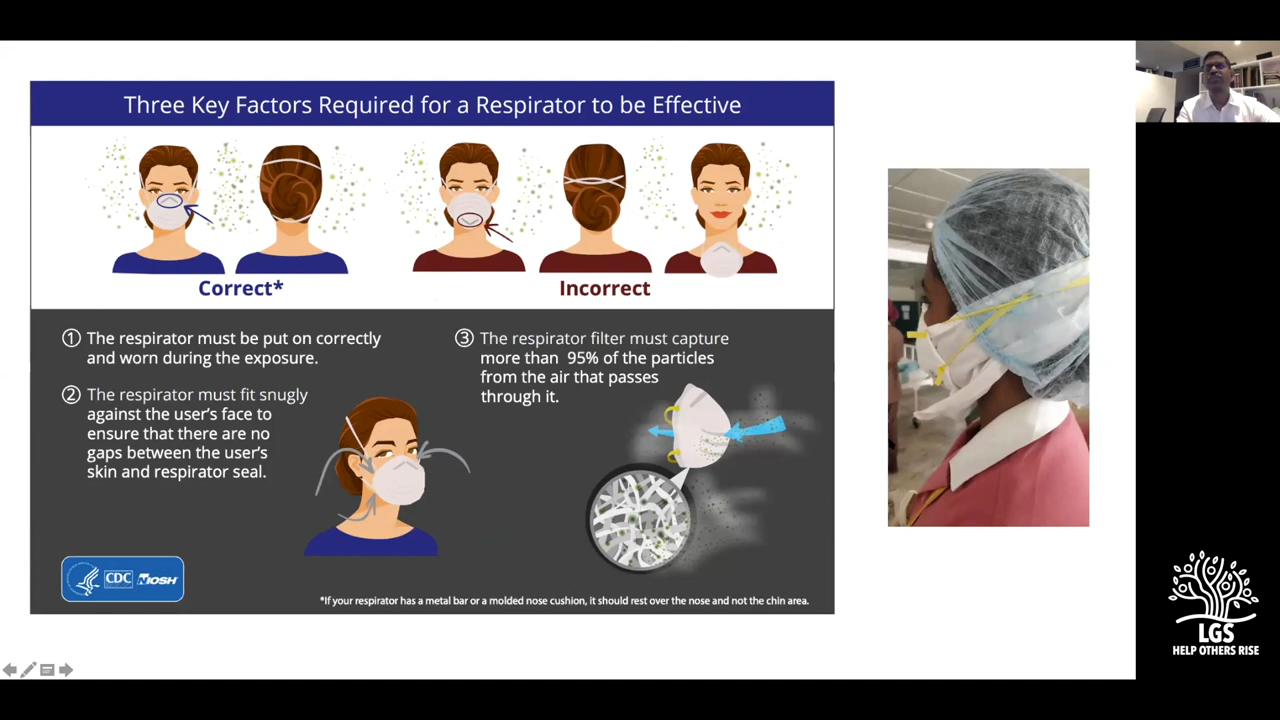 Three Key Factors Required for a Respirator to be Effective
Correct*
Incorrect
① The respirator must be put on correctly
and worn during the exposure.
② The respirator must fit snugly
against the user's face to
ensure that there are no
gaps between the user's
skin and respirator seal.
③ The respirator filter must capture
more than 95% of the particles
from the air that passes
through it.
CDC
NIOSH
*If your respirator has a metal bar or a molded nose cushion, it should rest over the nose and not the chin area.
LGS
HELP OTHERS RISE